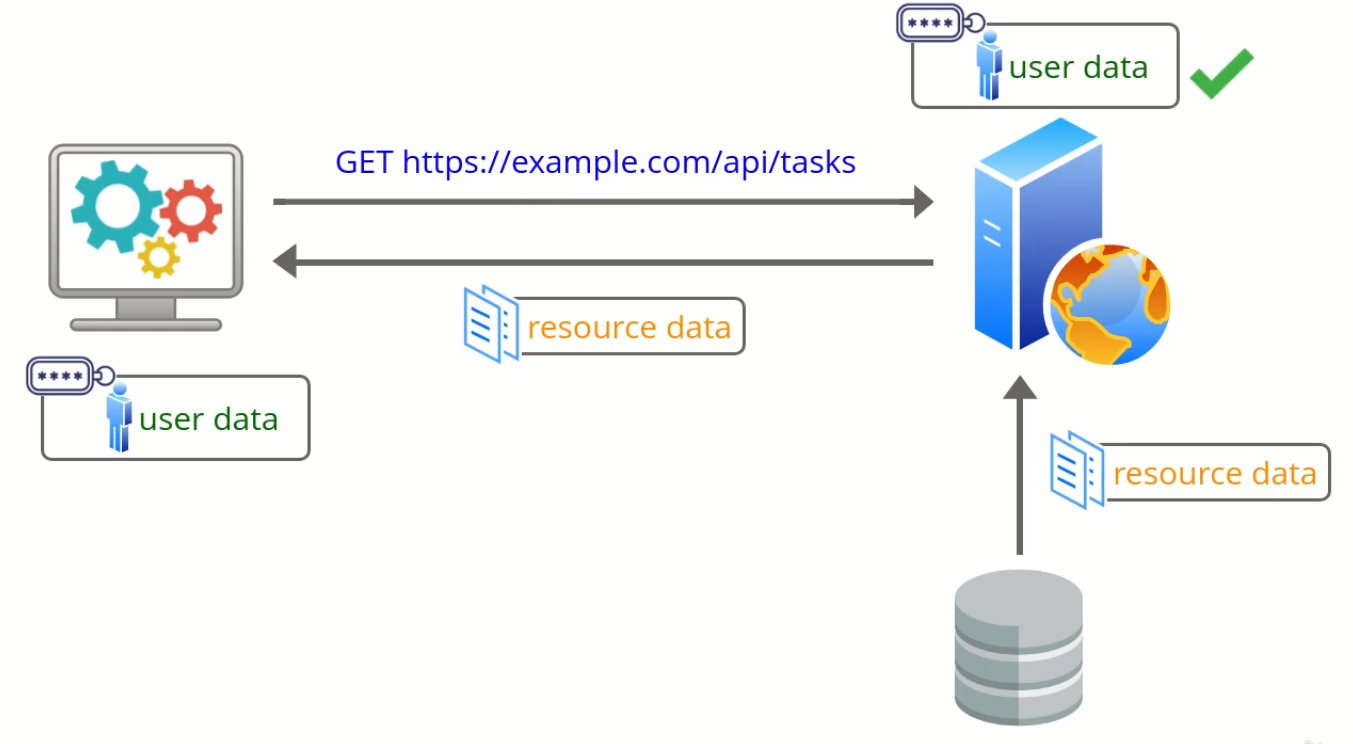 ****
user data
GET https://example.com/api/tasks
resource data
****
user data
resource data